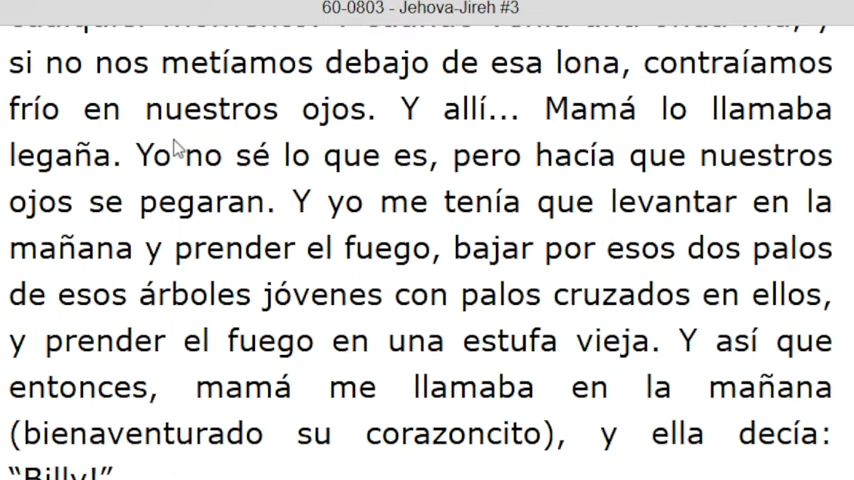 60-0803 - Jehova-Jireh #3
si no nos metíamos debajo de esa lona, contraíamos
frío en nuestros ojos. Y allí... Mamá lo llamaba
legaña. Yo no sé lo que es, pero hacía que nuestros
ojos se pegaran. Y yo me tenía que levantar en la
mañana y prender el fuego, bajar por esos dos palos
de esos árboles jóvenes con palos cruzados en ellos,
y prender el fuego en una estufa vieja. Y así que
entonces, mamá me llamaba en la mañana
(bienaventurado su corazoncito), y ella decía:
“Billy!”